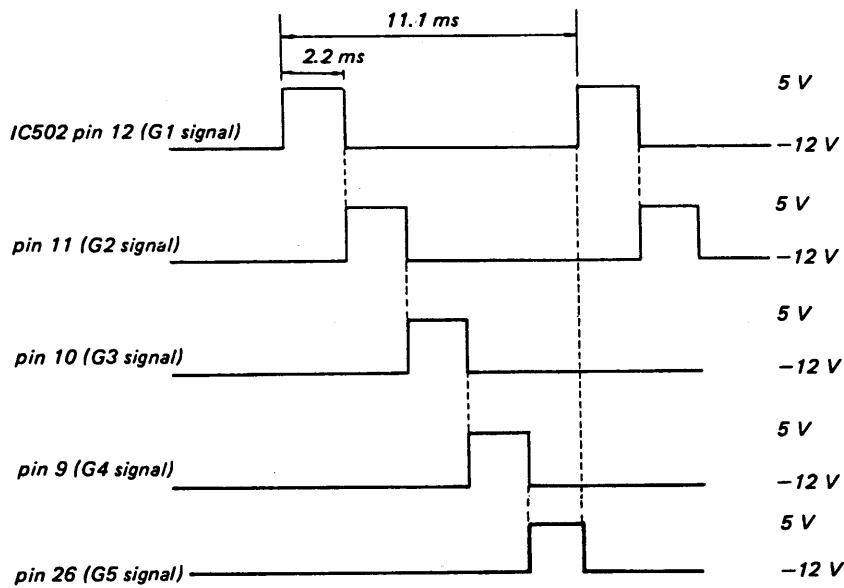 11.1 ms
2.2 ms
5 V
IC502 pin 12 (G1 signal)
−12 V
5 V
pin 11 (G2 signal)
−12 V
5 V
pin 10 (G3 signal)
−12 V
5 V
pin 9 (G4 signal)
−12 V
5 V
pin 26 (G5 signal)
−12 V